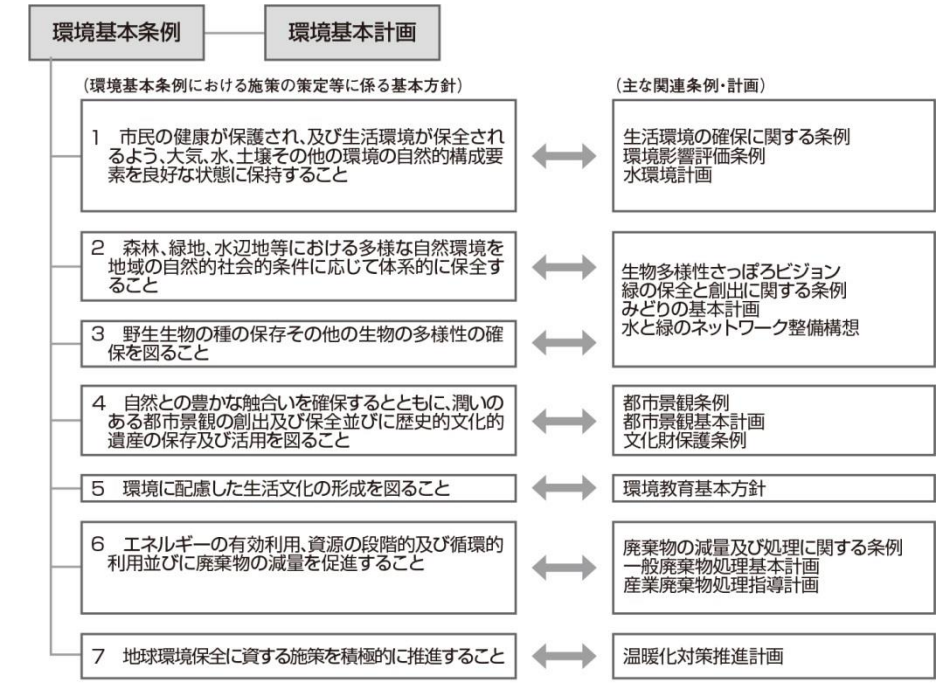 環境基本条例
環境基本計画
(環境基本条例における施策の策定等に係る基本方針)
(主な関連条例・計画)
1　市民の健康が保護され、及び生活環境が保全され
るよう、大気、水、土壌その他の環境の自然的構成要
素を良好な状態に保持すること
生活環境の確保に関する条例
環境影響評価条例
水環境計画
2　森林、緑地、水辺地等における多様な自然環境を
地域の自然的社会的条件に応じて体系的に保全す
ること
3　野生生物の種の保存その他の生物の多様性の確
保を図ること
生物多様性さっぽろビジョン
緑の保全と創出に関する条例
みどりの基本計画
水と緑のネットワーク整備構想
4　自然との豊かな触合いを確保するとともに、潤いの
ある都市景観の創出及び保全並びに歴史的文化的
遺産の保存及び活用を図ること
都市景観条例
都市景観基本計画
文化財保護条例
5　環境に配慮した生活文化の形成を図ること
環境教育基本方針
6　エネルギーの有効利用、資源の段階的及び循環的
利用並びに廃棄物の減量を促進すること
廃棄物の減量及び処理に関する条例
一般廃棄物処理基本計画
産業廃棄物処理指導計画
7　地球環境保全に資する施策を積極的に推進すること
温暖化対策推進計画